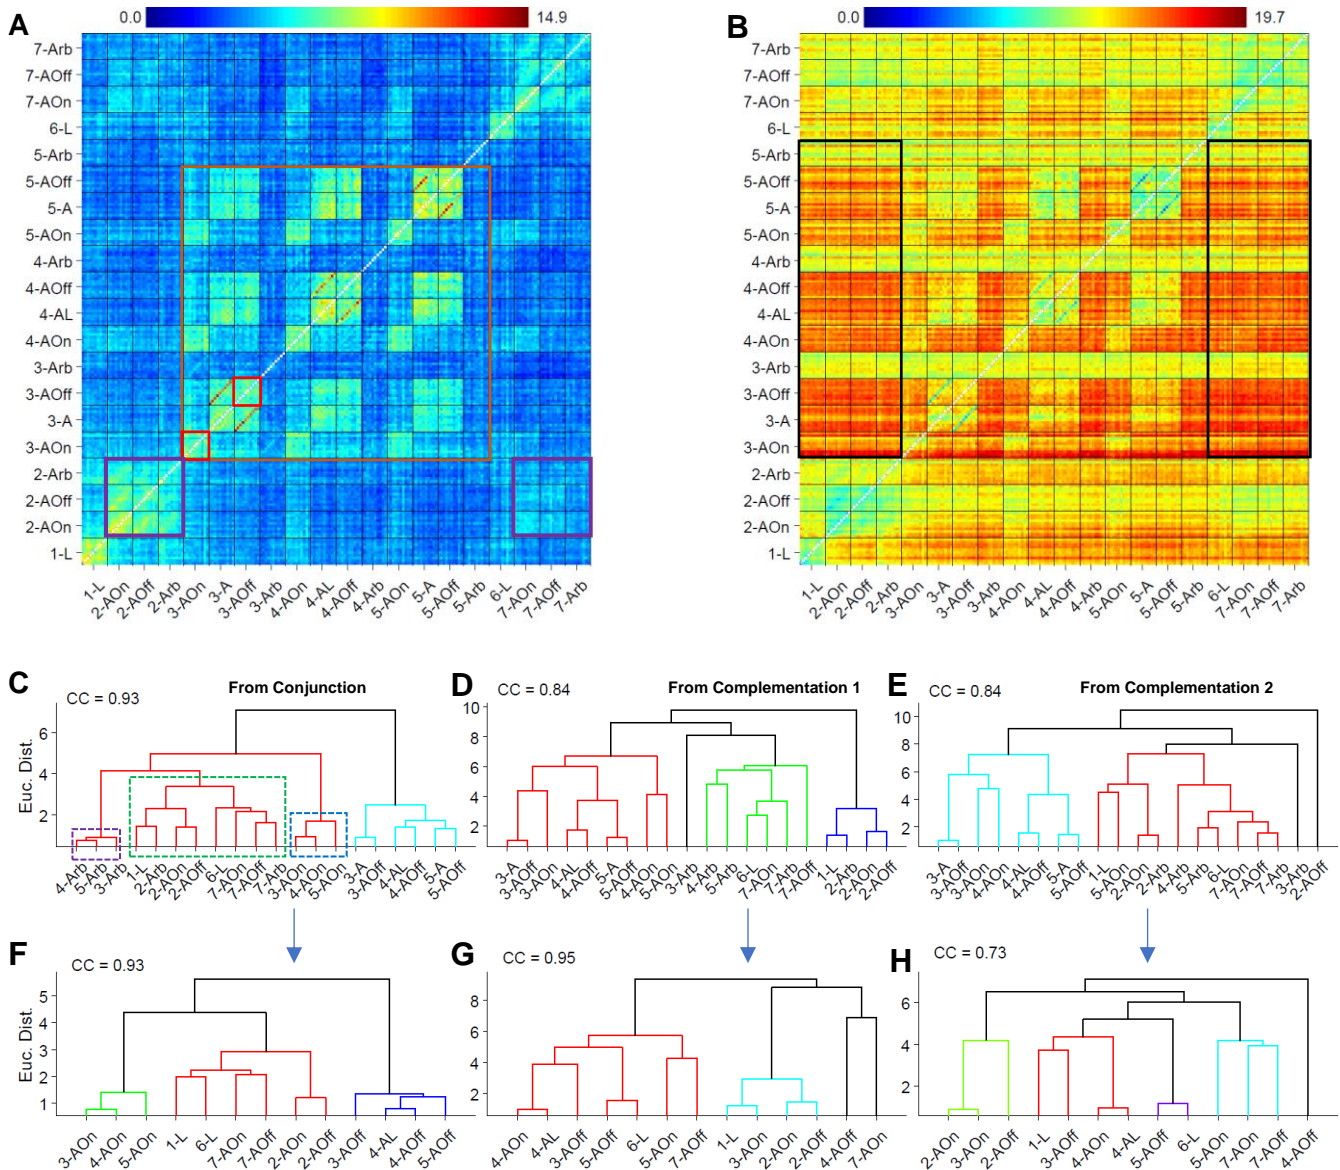 A
0.0
14.9
B
0.0
19.7
7-Arb
7-AOff
7-AOn
6-L
5-Arb
5-AOff
5-A
5-AOn
4-Arb
4-AOff
4-AL
4-AOn
3-Arb
3-AOff
3-A
3-AOn
2-Arb
2-AOff
2-AOn
1-L
7-Arb
7-AOff
7-AOn
6-L
5-Arb
5-AOff
5-A
5-AOn
4-Arb
4-AOff
4-AL
4-AOn
3-Arb
3-AOff
3-A
3-AOn
2-Arb
2-AOff
2-AOn
1-L
1-L 2-AOn 2-AOff 2-Arb 3-AOn 3-A 3-AOff 3-Arb 4-AOn 4-AL 4-AOff 4-Arb 5-AOn 5-A 5-AOff 5-Arb 6-L 7-AOn 7-AOff 7-Arb
1-L 2-AOn 2-AOff 2-Arb 3-AOn 3-A 3-AOff 3-Arb 4-AOn 4-AL 4-AOff 4-Arb 5-AOn 5-A 5-AOff 5-Arb 6-L 7-AOn 7-AOff 7-Arb
C
CC = 0.93
From Conjunction
Euc. Dist.
6
4
2
4-Arb 5-Arb 3-Arb 1-L 2-Arb 2-AOn 2-AOff 6-L 7-AOn 7-AOff 7-Arb 3-AOn 4-AOn 5-AOn 3-A 3-AOff 4-AL 4-AOff 5-A 5-AOff
D
CC = 0.84
From Complementation 1
10
8
6
4
2
3-A 3-AOff 3-AOn 4-AL 4-AOff 5-A 5-AOff 4-AOn 5-AOn 3-Arb 4-Arb 5-Arb 6-L 7-AOn 7-Arb 7-AOff 1-L 2-Arb 2-AOn 2-AOff
E
CC = 0.84
From Complementation 2
10
8
6
4
2
3-A 3-AOff 3-AOn 4-AOn 4-AL 4-AOff 5-A 5-AOff 1-L 5-AOn 2-AOn 2-Arb 4-Arb 5-Arb 6-L 7-AOn 7-AOff 7-Arb 3-Arb 2-AOff
F
CC = 0.93
Euc. Dist.
5
4
3
2
1
3-AOn 4-AOn 5-AOn 1-L 6-L 7-AOn 7-AOff 2-AOn 2-AOff 3-AOff 4-AL 4-AOff 5-AOff
G
CC = 0.95
8
6
4
2
4-AOn 4-AL 3-AOff 5-AOff 6-L 5-AOn 7-AOff 1-L 3-AOn 2-AOn 2-AOff 4-AOff 7-AOn
H
CC = 0.73
6
4
2
2-AOn 3-AOff 2-AOff 1-L 4-AOff 3-AOn 4-AL 5-AOff 6-L 5-AOn 7-AOn 7-AOff 4-AOff